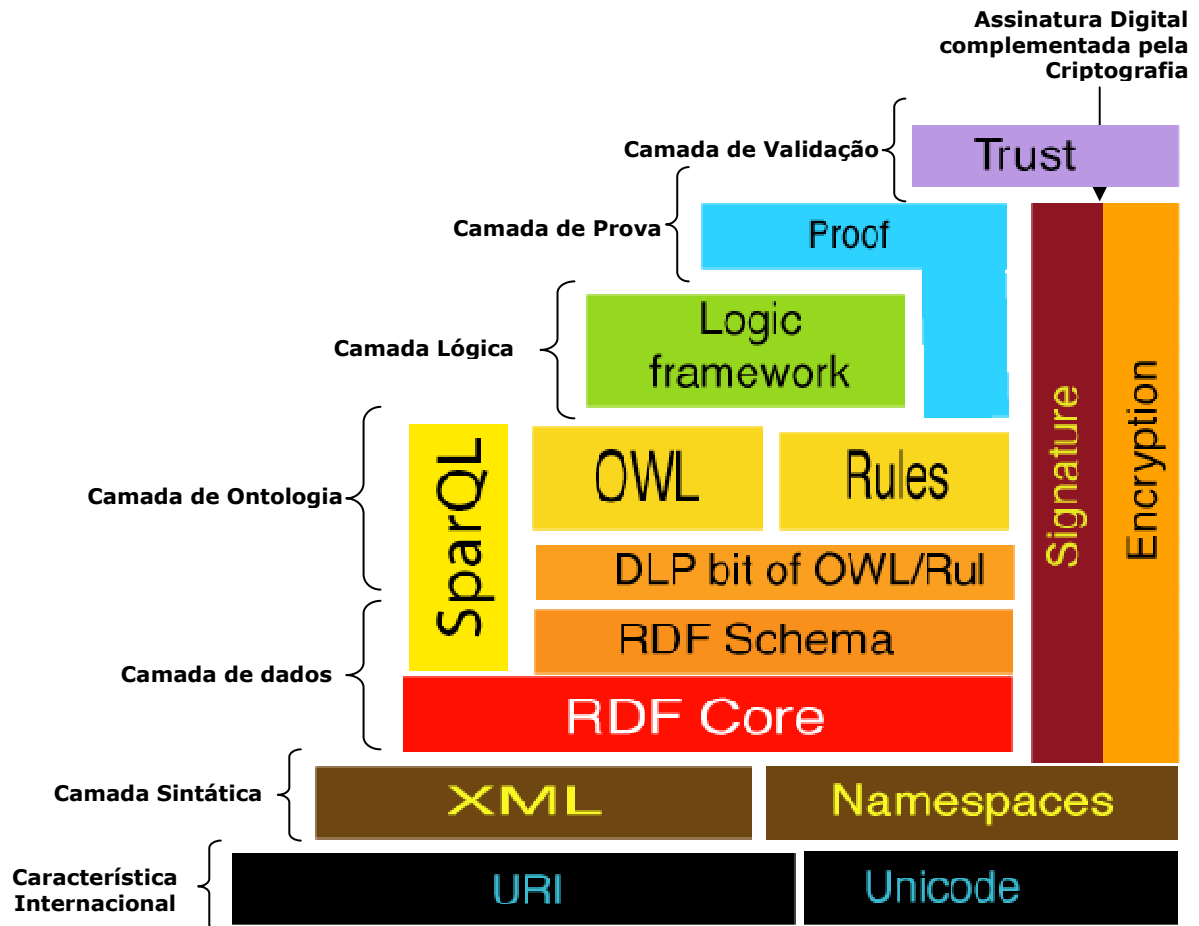 Assinatura Digital
complementada pela
Criptografia
Camada de Validação
Trust
Camada de Prova
Proof
Camada Lógica
Logic
framework
Camada de Ontologia
SparQL
OWL
Rules
DLP bit of OWL/Rul
Signature
Encryption
Camada de dados
RDF Schema
RDF Core
Camada Sintática
XML
Namespaces
Característica
Internacional
URI
Unicode